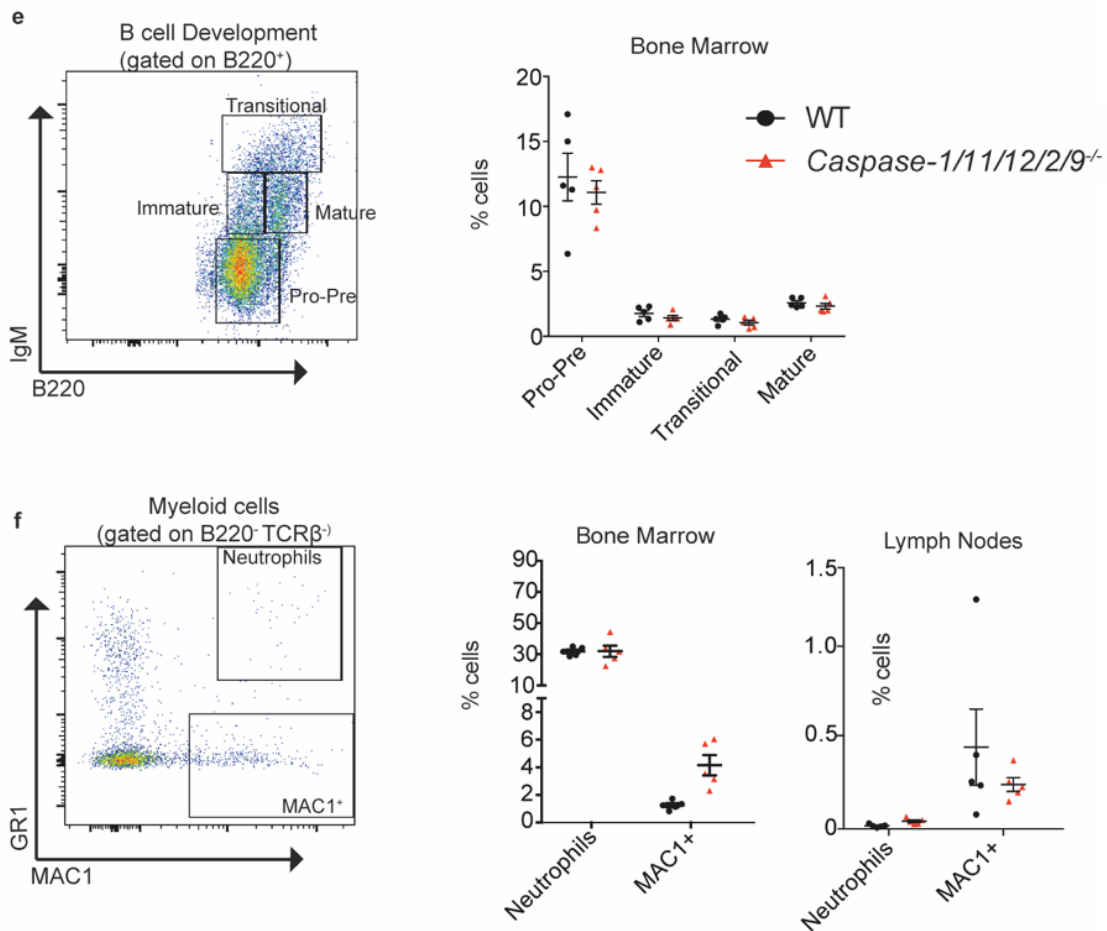 e
B cell Development
(gated on B220⁺)
Transitional
Immature
Mature
Pro-Pre
IgM
B220
Bone Marrow
% cells
20
15
10
5
0
Pro-Pre
Immature
Transitional
Mature
WT
Caspase-1/11/12/2/9⁻/⁻
f
Myeloid cells
(gated on B220⁻ TCRβ⁻)
Neutrophils
MAC1⁺
GR1
MAC1
Bone Marrow
% cells
90
70
50
30
10
8
6
4
2
0
Neutrophils
MAC1+
Lymph Nodes
% cells
1.5
1.0
0.5
0
Neutrophils
MAC1+